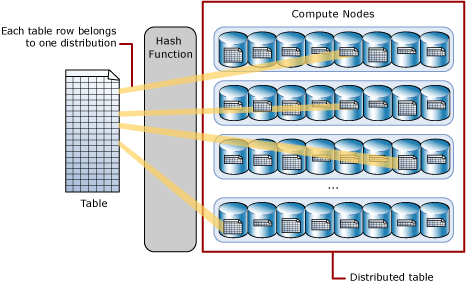 Compute Nodes
Each table row belongs
to one distribution
Hash
Function
...
Table
Distributed table